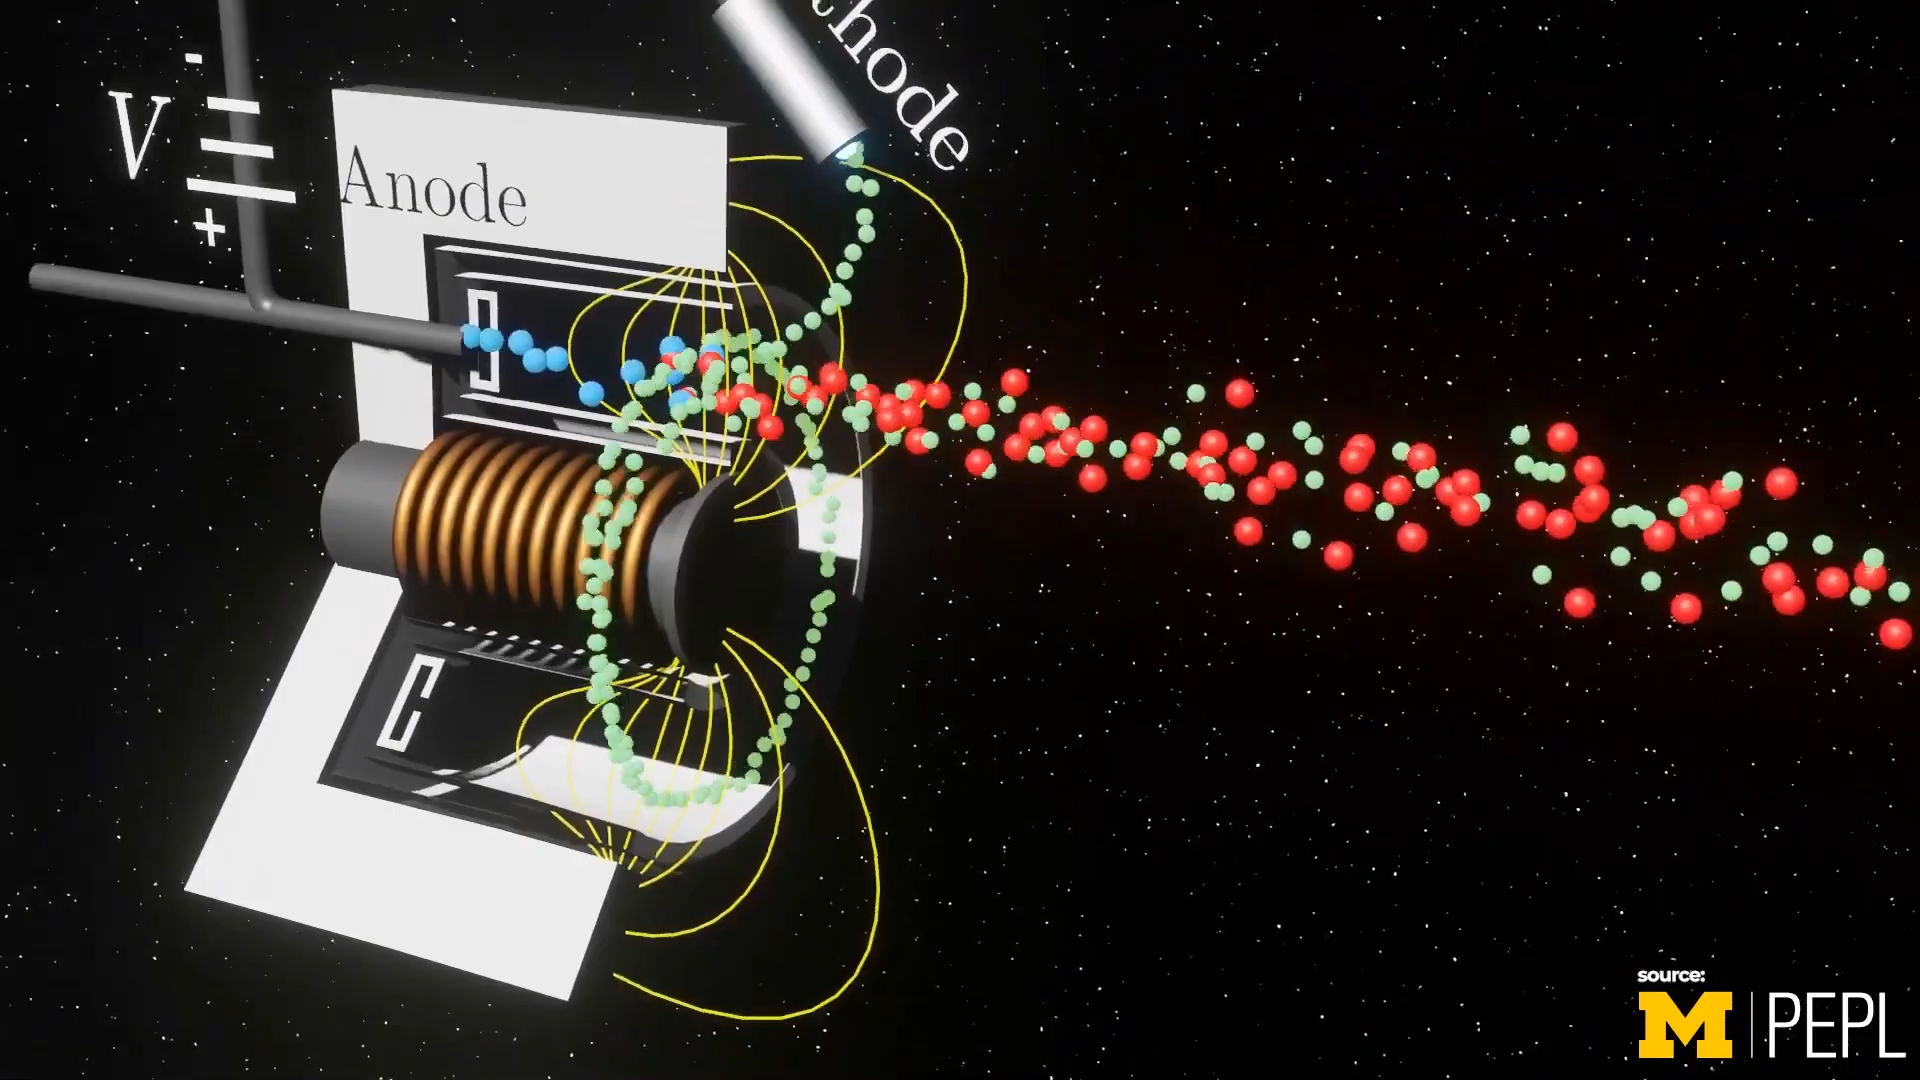 -
V
+
Anode
thode
source:
M | PEPL